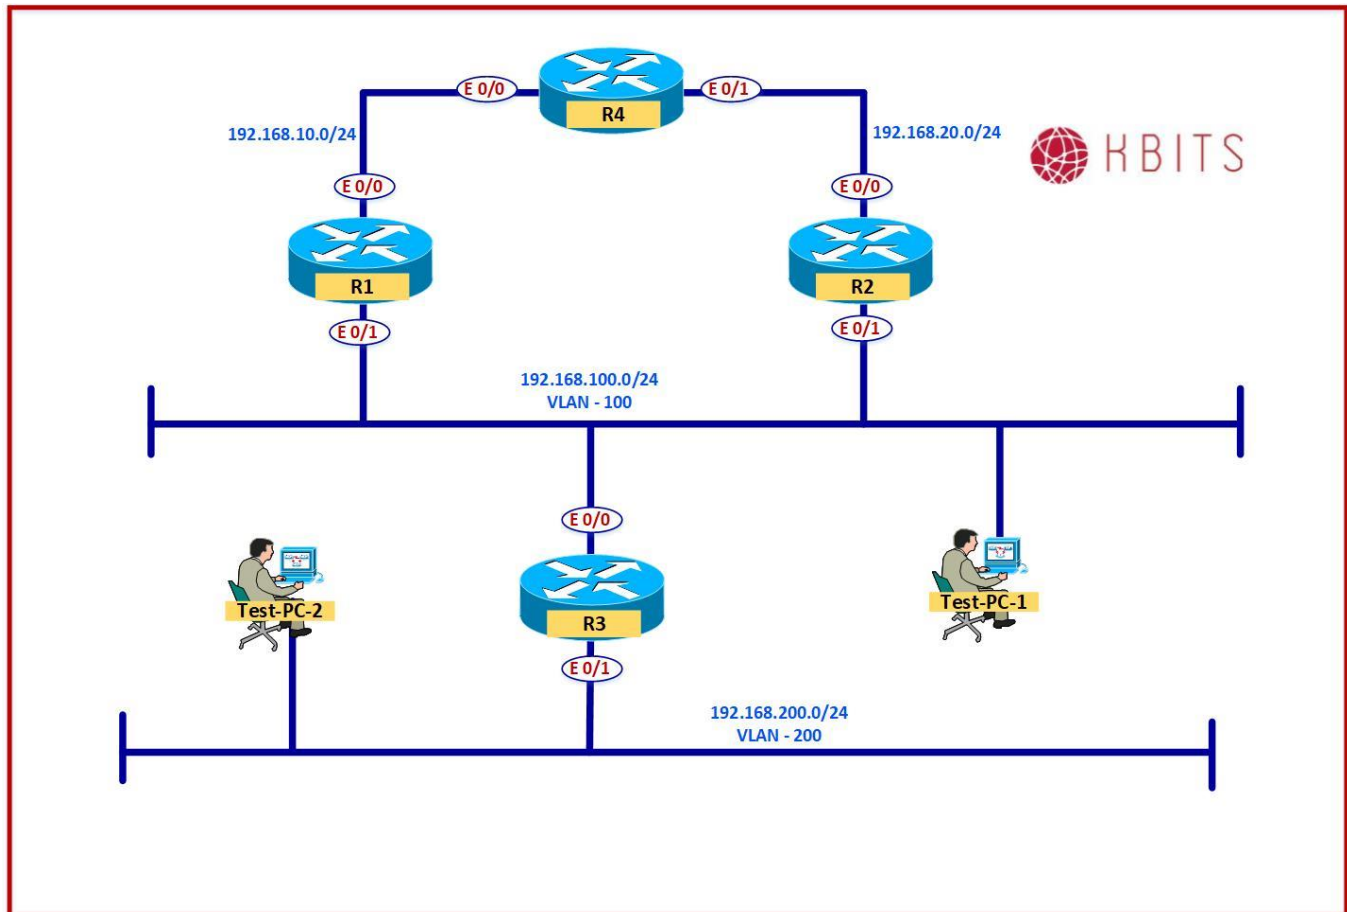 E 0/0
E 0/1
R4
192.168.10.0/24
192.168.20.0/24
KBITS
E 0/0
E 0/0
R1
R2
E 0/1
E 0/1
192.168.100.0/24
VLAN - 100
E 0/0
Test-PC-2
Test-PC-1
R3
E 0/1
192.168.200.0/24
VLAN - 200